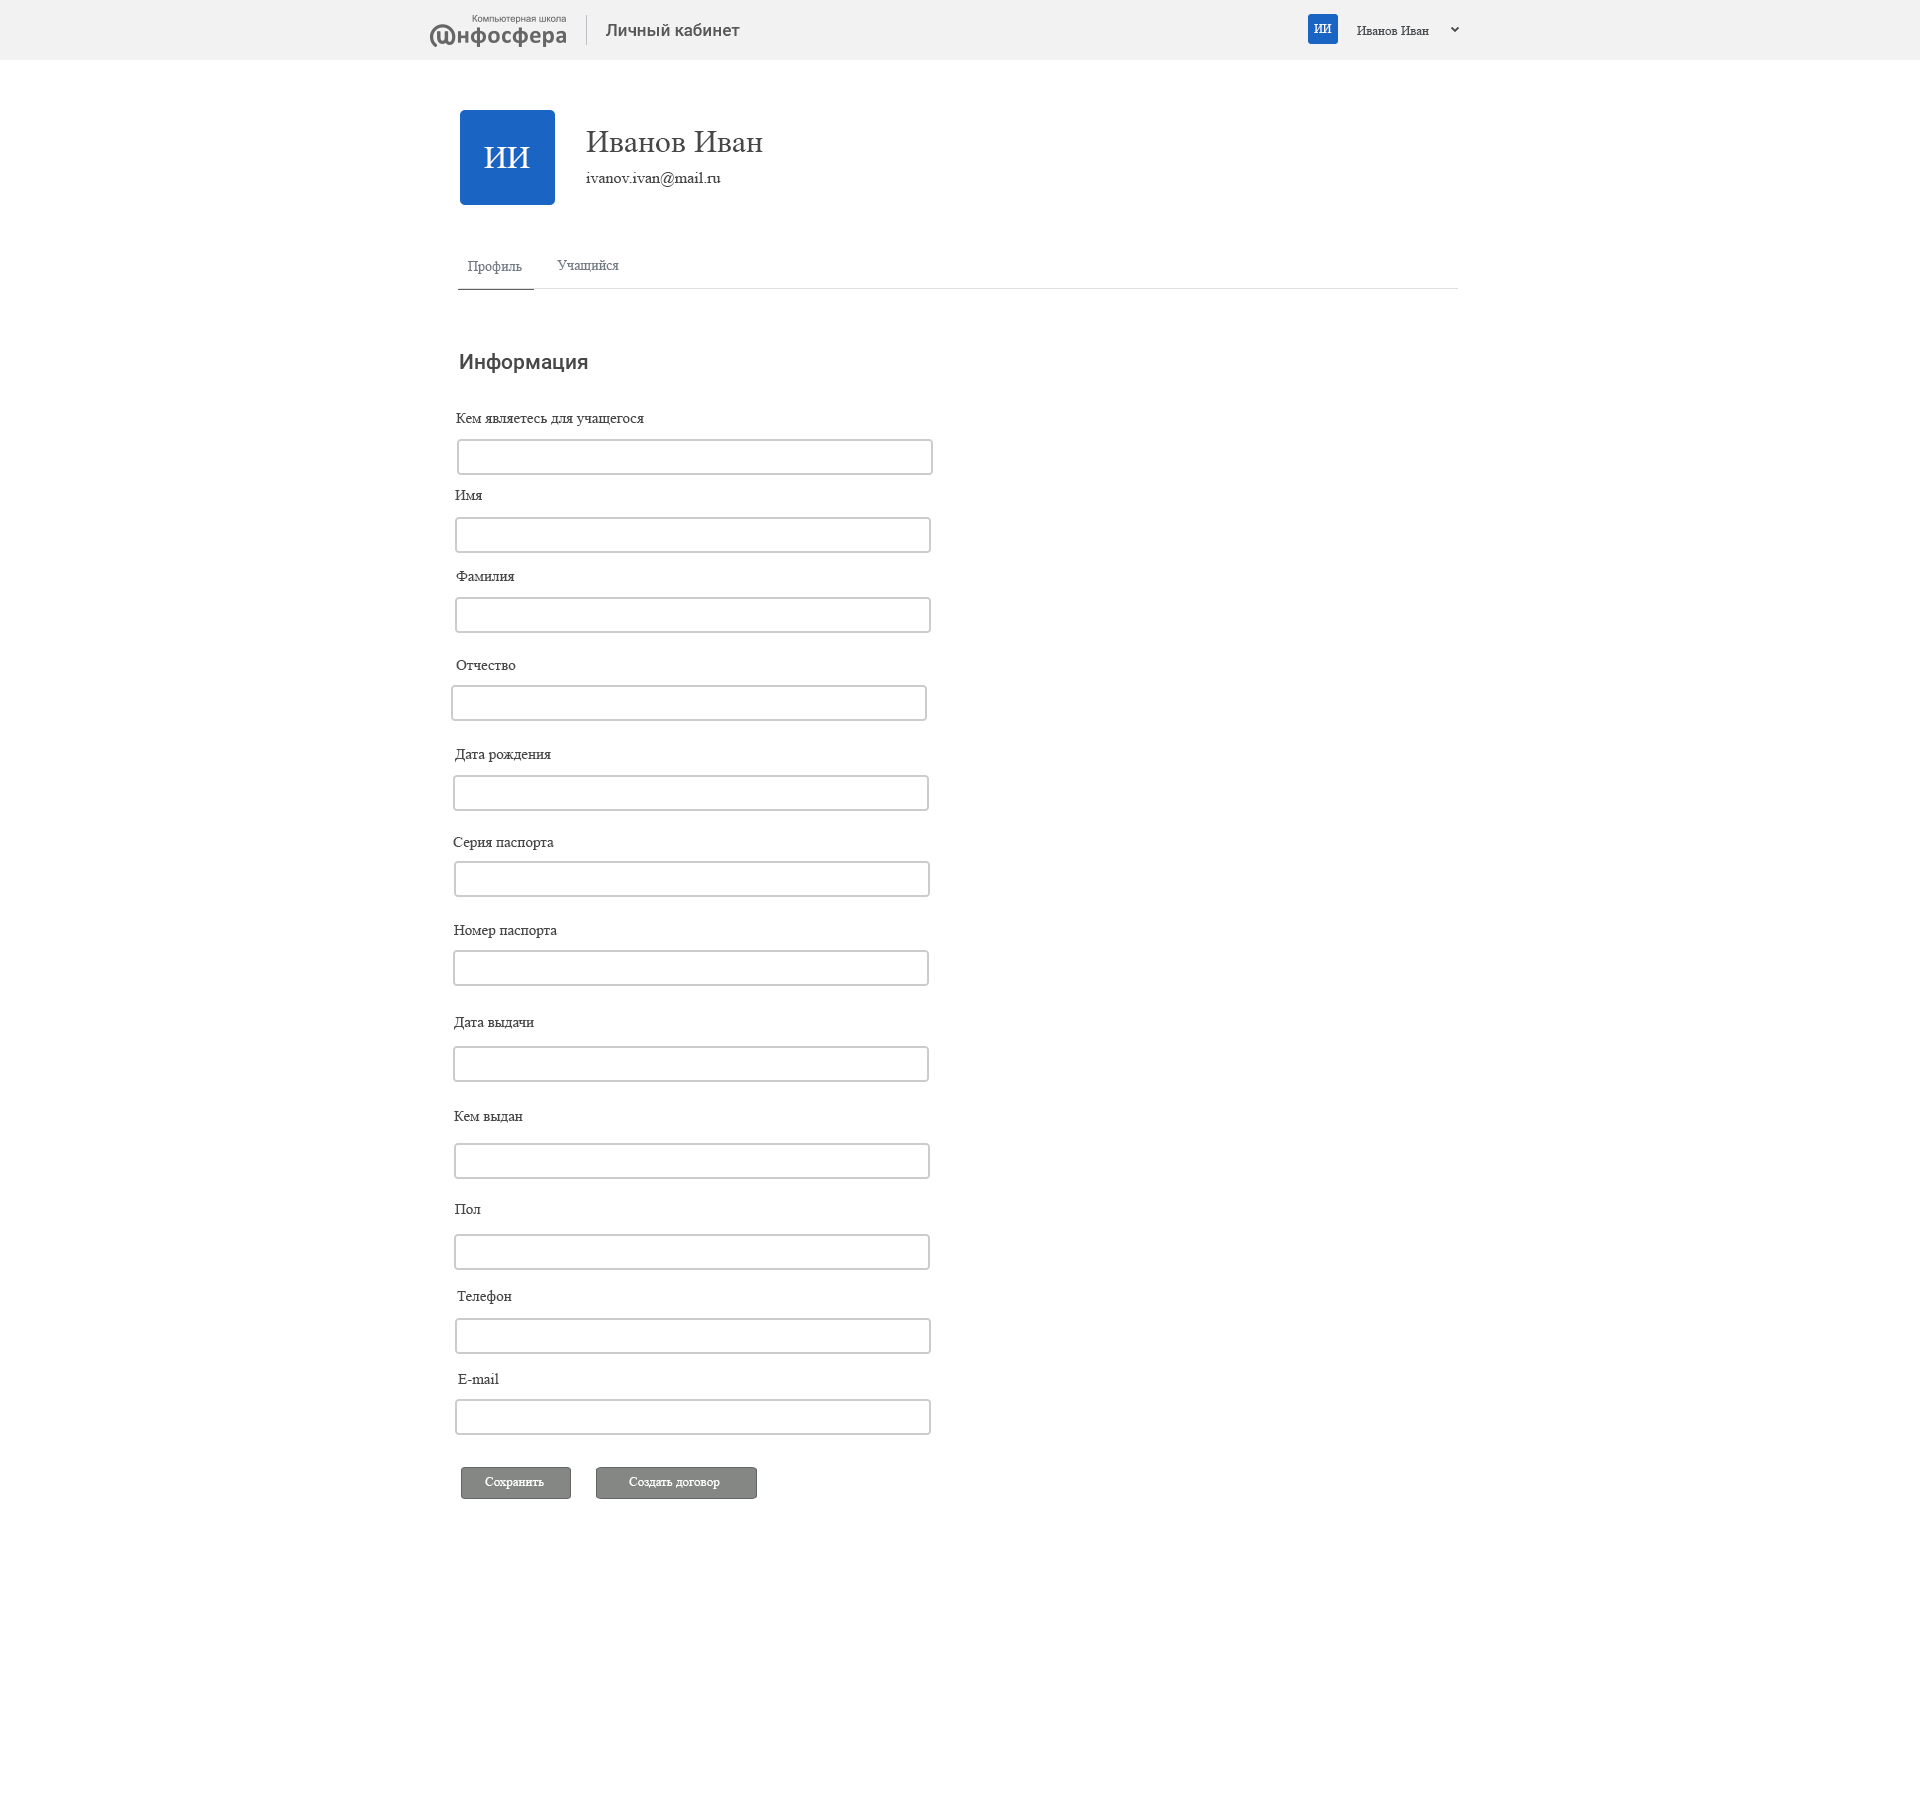 Компьютерная школа
Инфосфера
Личный кабинет
ИИ
Иванов Иван
ИИ
Иванов Иван
ivanov.ivan@mail.ru
Профиль
Учащийся
Информация
Кем являетесь для учащегося
Имя
Фамилия
Отчество
Дата рождения
Серия паспорта
Номер паспорта
Дата выдачи
Кем выдан
Пол
Телефон
E-mail
Сохранить
Создать договор